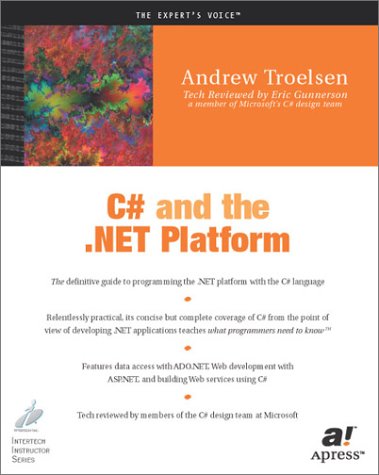 THE EXPERT'S VOICE™
Andrew Troelsen
Tech Reviewed by Eric Gunnerson
a member of Microsoft's C# design team
C# and the
.NET Platform
The definitive guide to programming the .NET platform with the C# language
Relentlessly practical, its concise but complete coverage of C# from the point
of view of developing .NET applications teaches what programmers need to know™
Features data access with ADO.NET, Web development with
ASP.NET, and building Web services using C#
Tech reviewed by members of the C# design team at Microsoft
INTERTECH
INSTRUCTOR
SERIES
a!
Apress™